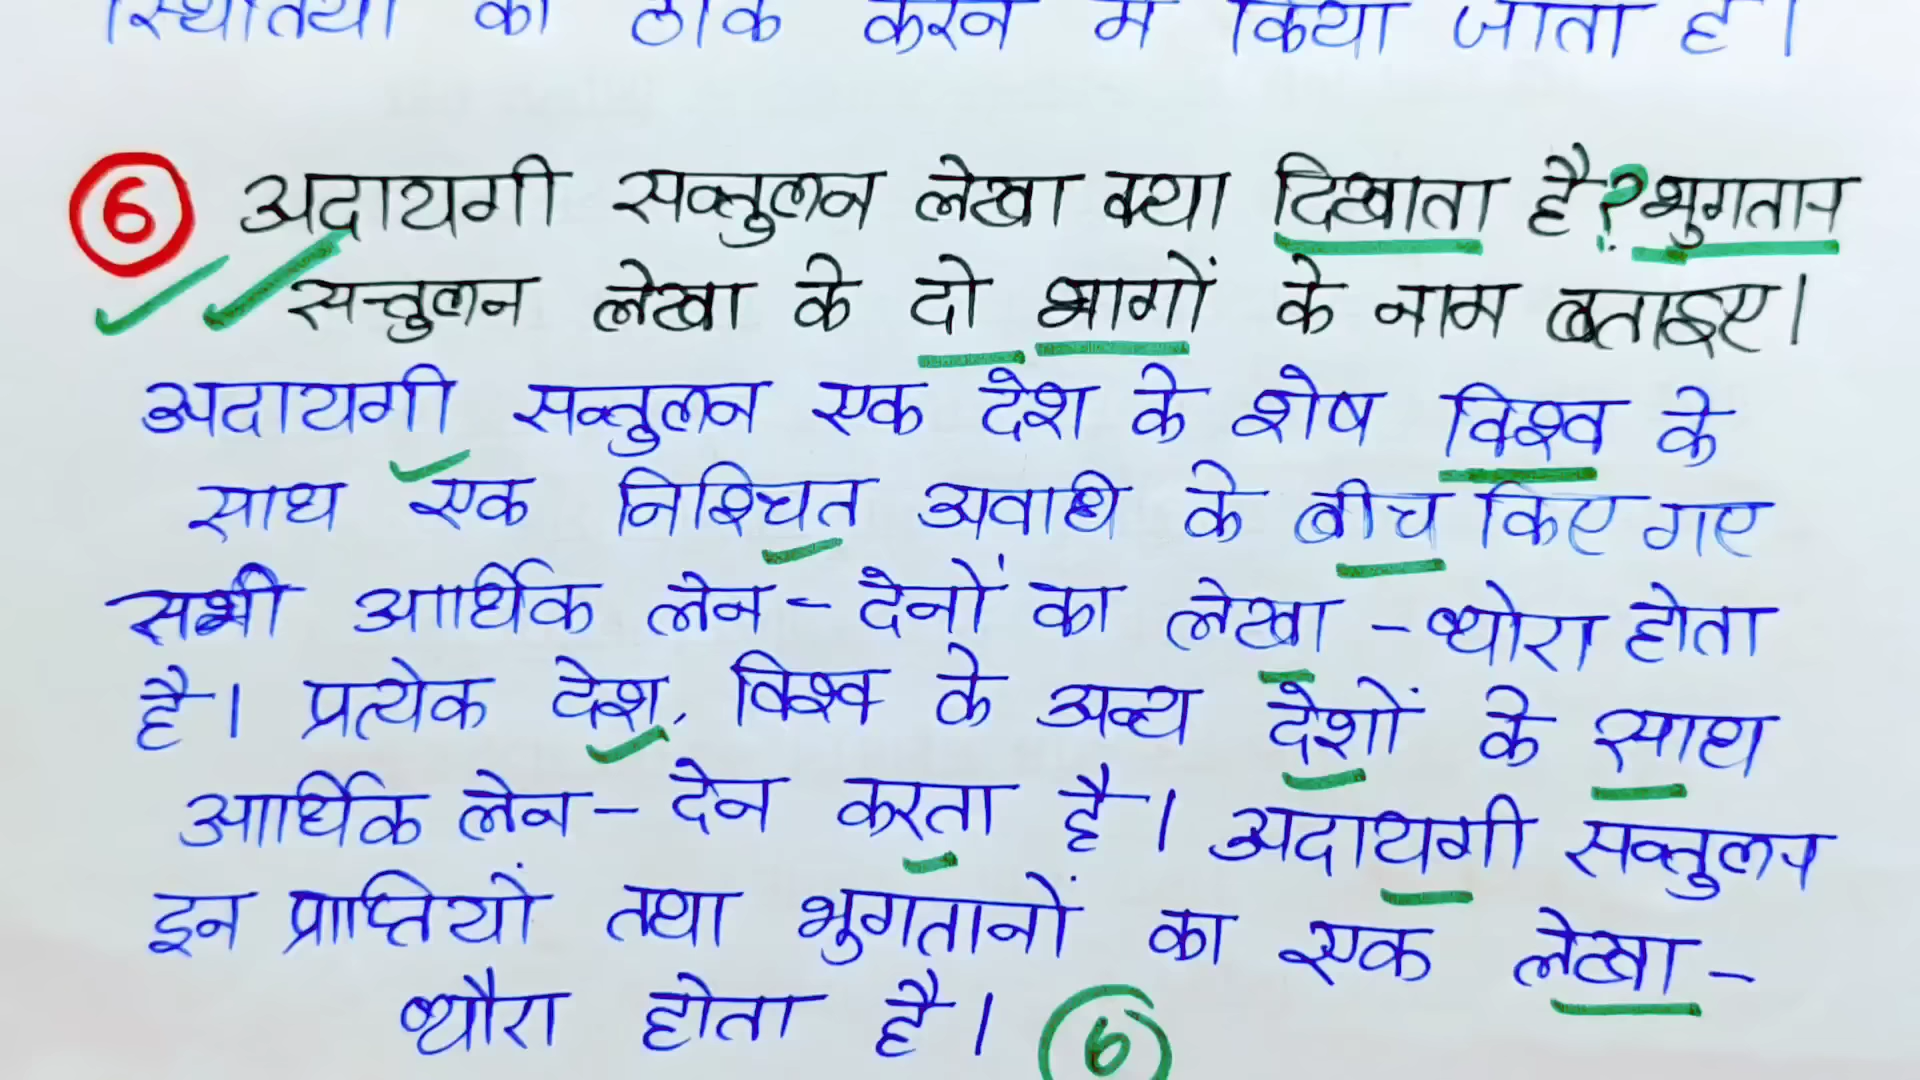 स्थितियों को ठीक करने में किया जाता है।
6 अदायगी सन्तुलन लेखा क्या दिखाता है? भुगतान
सन्तुलन लेखा के दो भागों के नाम बताइए।
अदायगी सन्तुलन एक देश के शेष विश्व के
साथ एक निश्चित अवधि के बीच किए गए
सभी आर्थिक लेन-देनों का लेखा-ब्योरा होता
है। प्रत्येक देश, विश्व के अन्य देशों के साथ
आर्थिक लेन-देन करता है। अदायगी सन्तुलन
इन प्राप्तियों तथा भुगतानों का एक लेखा-
ब्यौरा होता है। 6